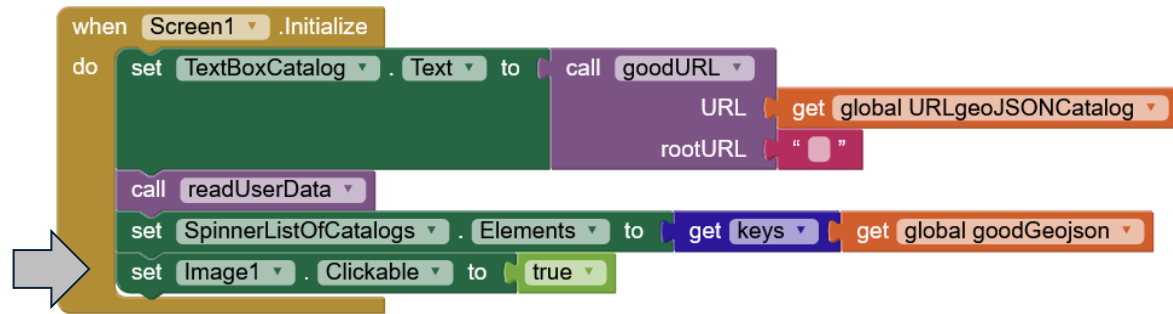 when Screen1 .Initialize
do set TextBoxCatalog . Text to call goodURL
URL get global URLgeoJSONCatalog
rootURL “ ”
call readUserData
set SpinnerListOfCatalogs . Elements to get keys get global goodGeojson
set Image1 . Clickable to true